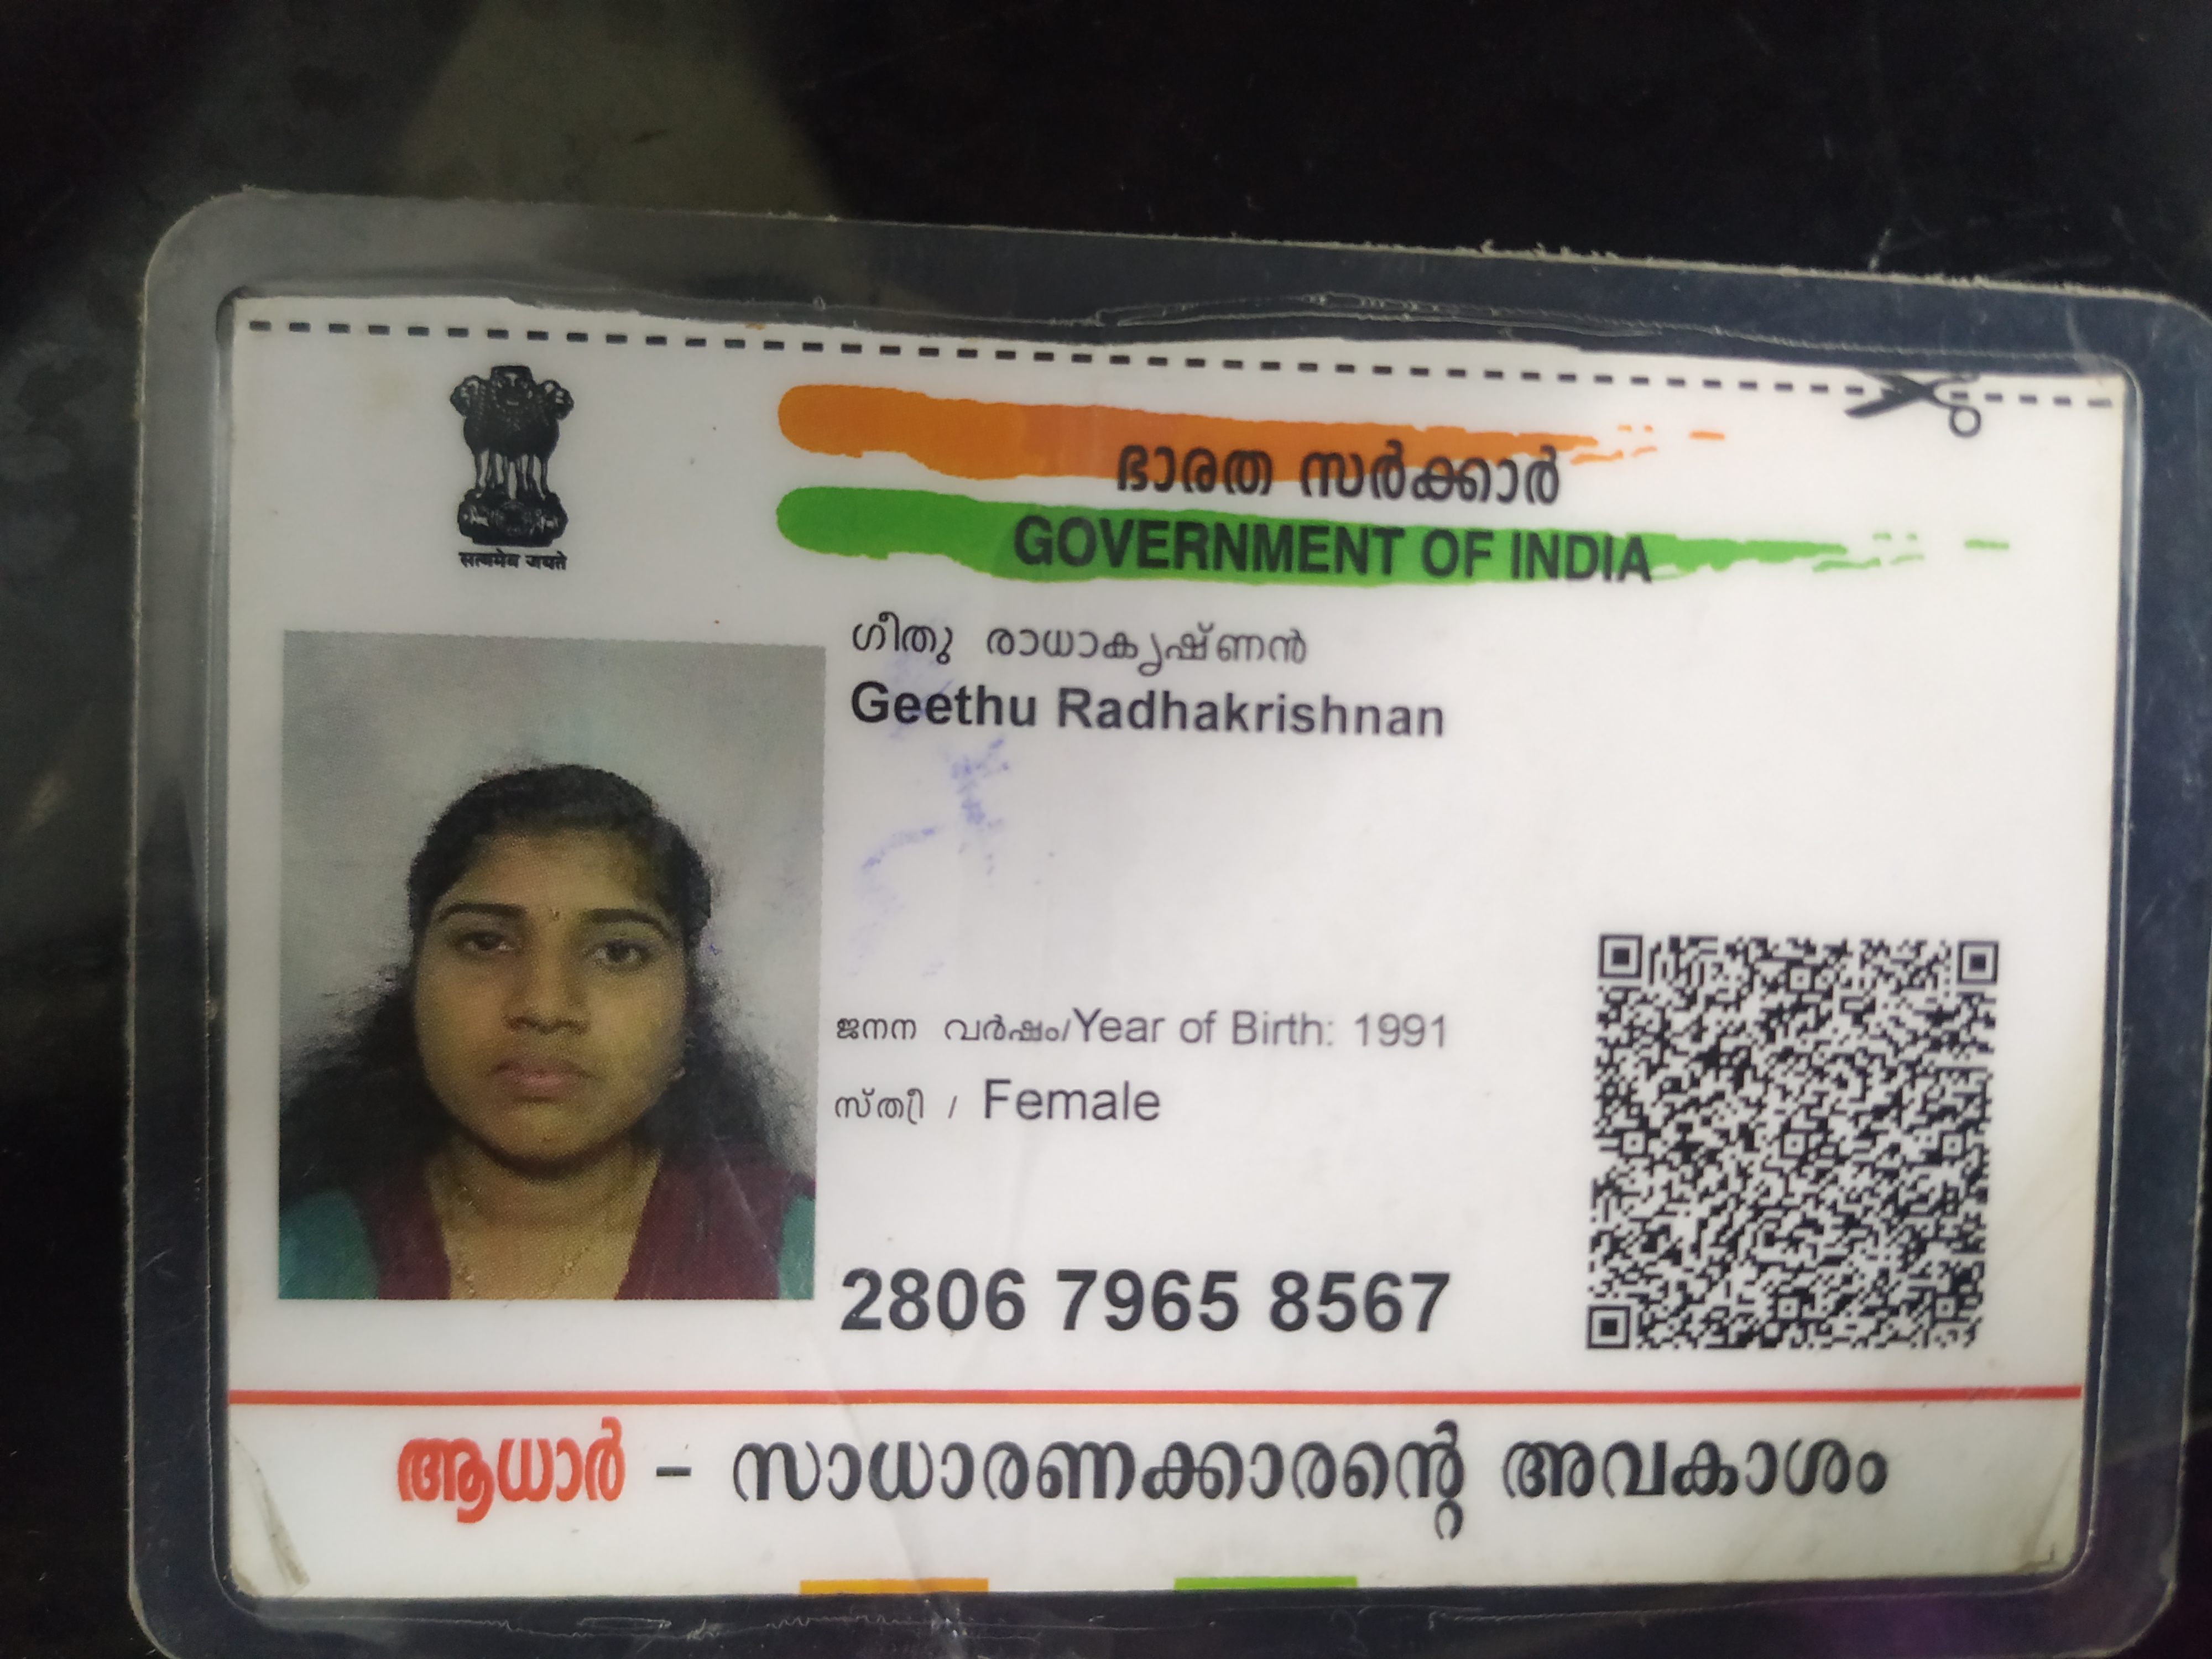 सत्यमेव जयते
ഭാരത സർക്കാർ
GOVERNMENT OF INDIA
ഗീതു രാധാകൃഷ്ണൻ
Geethu Radhakrishnan
ജനന വർഷം/Year of Birth: 1991
സ്ത്രീ / Female
2806 7965 8567
ആധാർ - സാധാരണക്കാരന്റെ അവകാശം